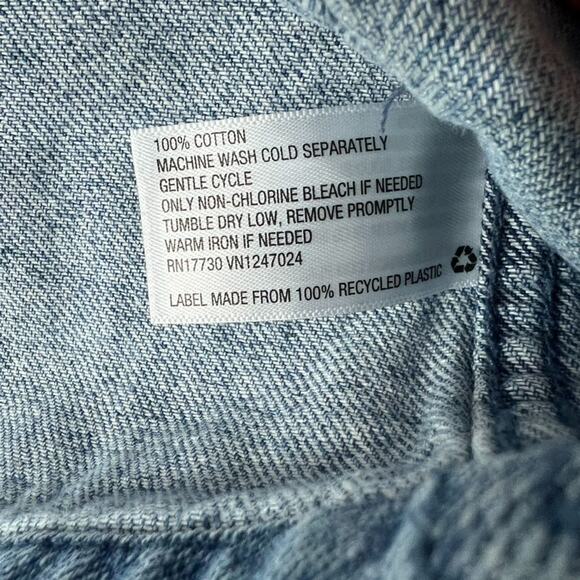 100% COTTON
MACHINE WASH COLD SEPARATELY
GENTLE CYCLE
ONLY NON-CHLORINE BLEACH IF NEEDED
TUMBLE DRY LOW, REMOVE PROMPTLY
WARM IRON IF NEEDED
RN17730 VN1247024
LABEL MADE FROM 100% RECYCLED PLASTIC